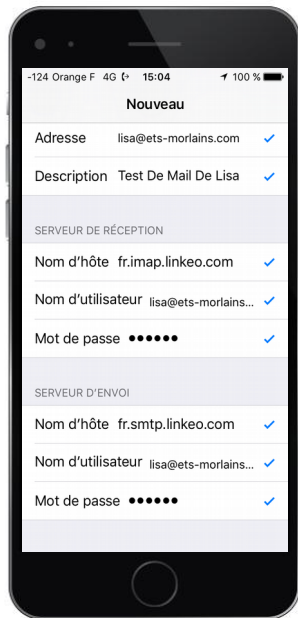 -124 Orange F 4G 15:04 100 %
Nouveau
Adresse lisa@ets-morlains.com
Description Test De Mail De Lisa
SERVEUR DE RÉCEPTION
Nom d'hôte fr.imap.linkeo.com
Nom d'utilisateur lisa@ets-morlains...
Mot de passe ●●●●●●
SERVEUR D'ENVOI
Nom d'hôte fr.smtp.linkeo.com
Nom d'utilisateur lisa@ets-morlains...
Mot de passe ●●●●●●